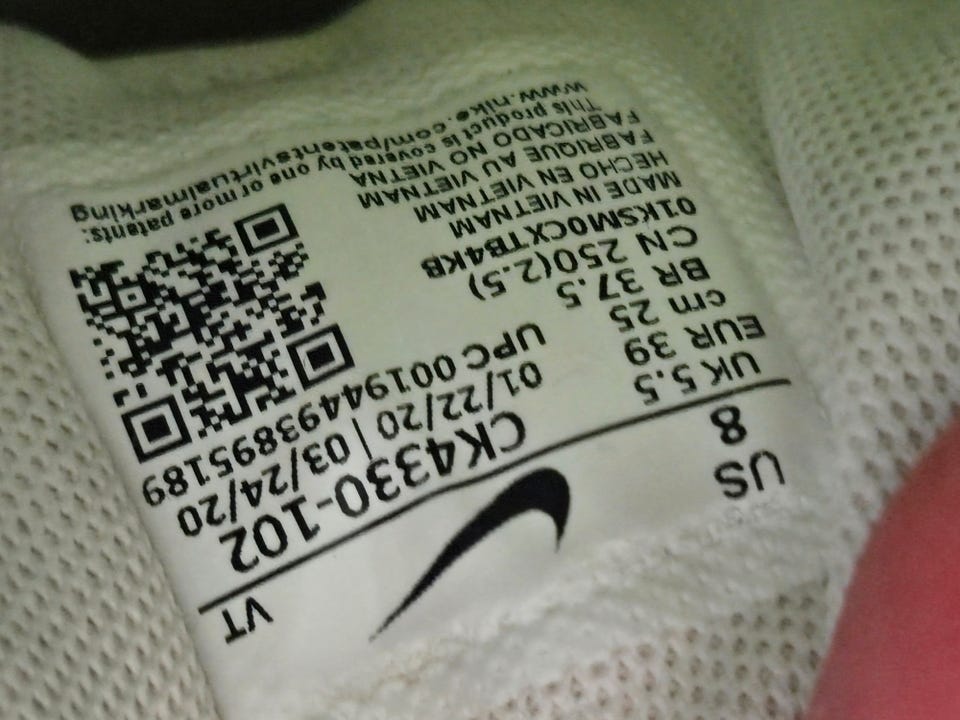 US
8
VT
UK 5.5
EUR 39
cm 25
BR 37.5
CN 250(2.5)
CK4330-102
01/22/20 | 03/24/20
UPC 00194493895189
01KSM0CXTB4KB
MADE IN VIETNAM
HECHO EN VIETNAM
FABRIQUE AU VIETNAM
FABRICADO NO VIETNA
This product is covered by one or more patents:
www.nike.com/patentsvirtualmarking